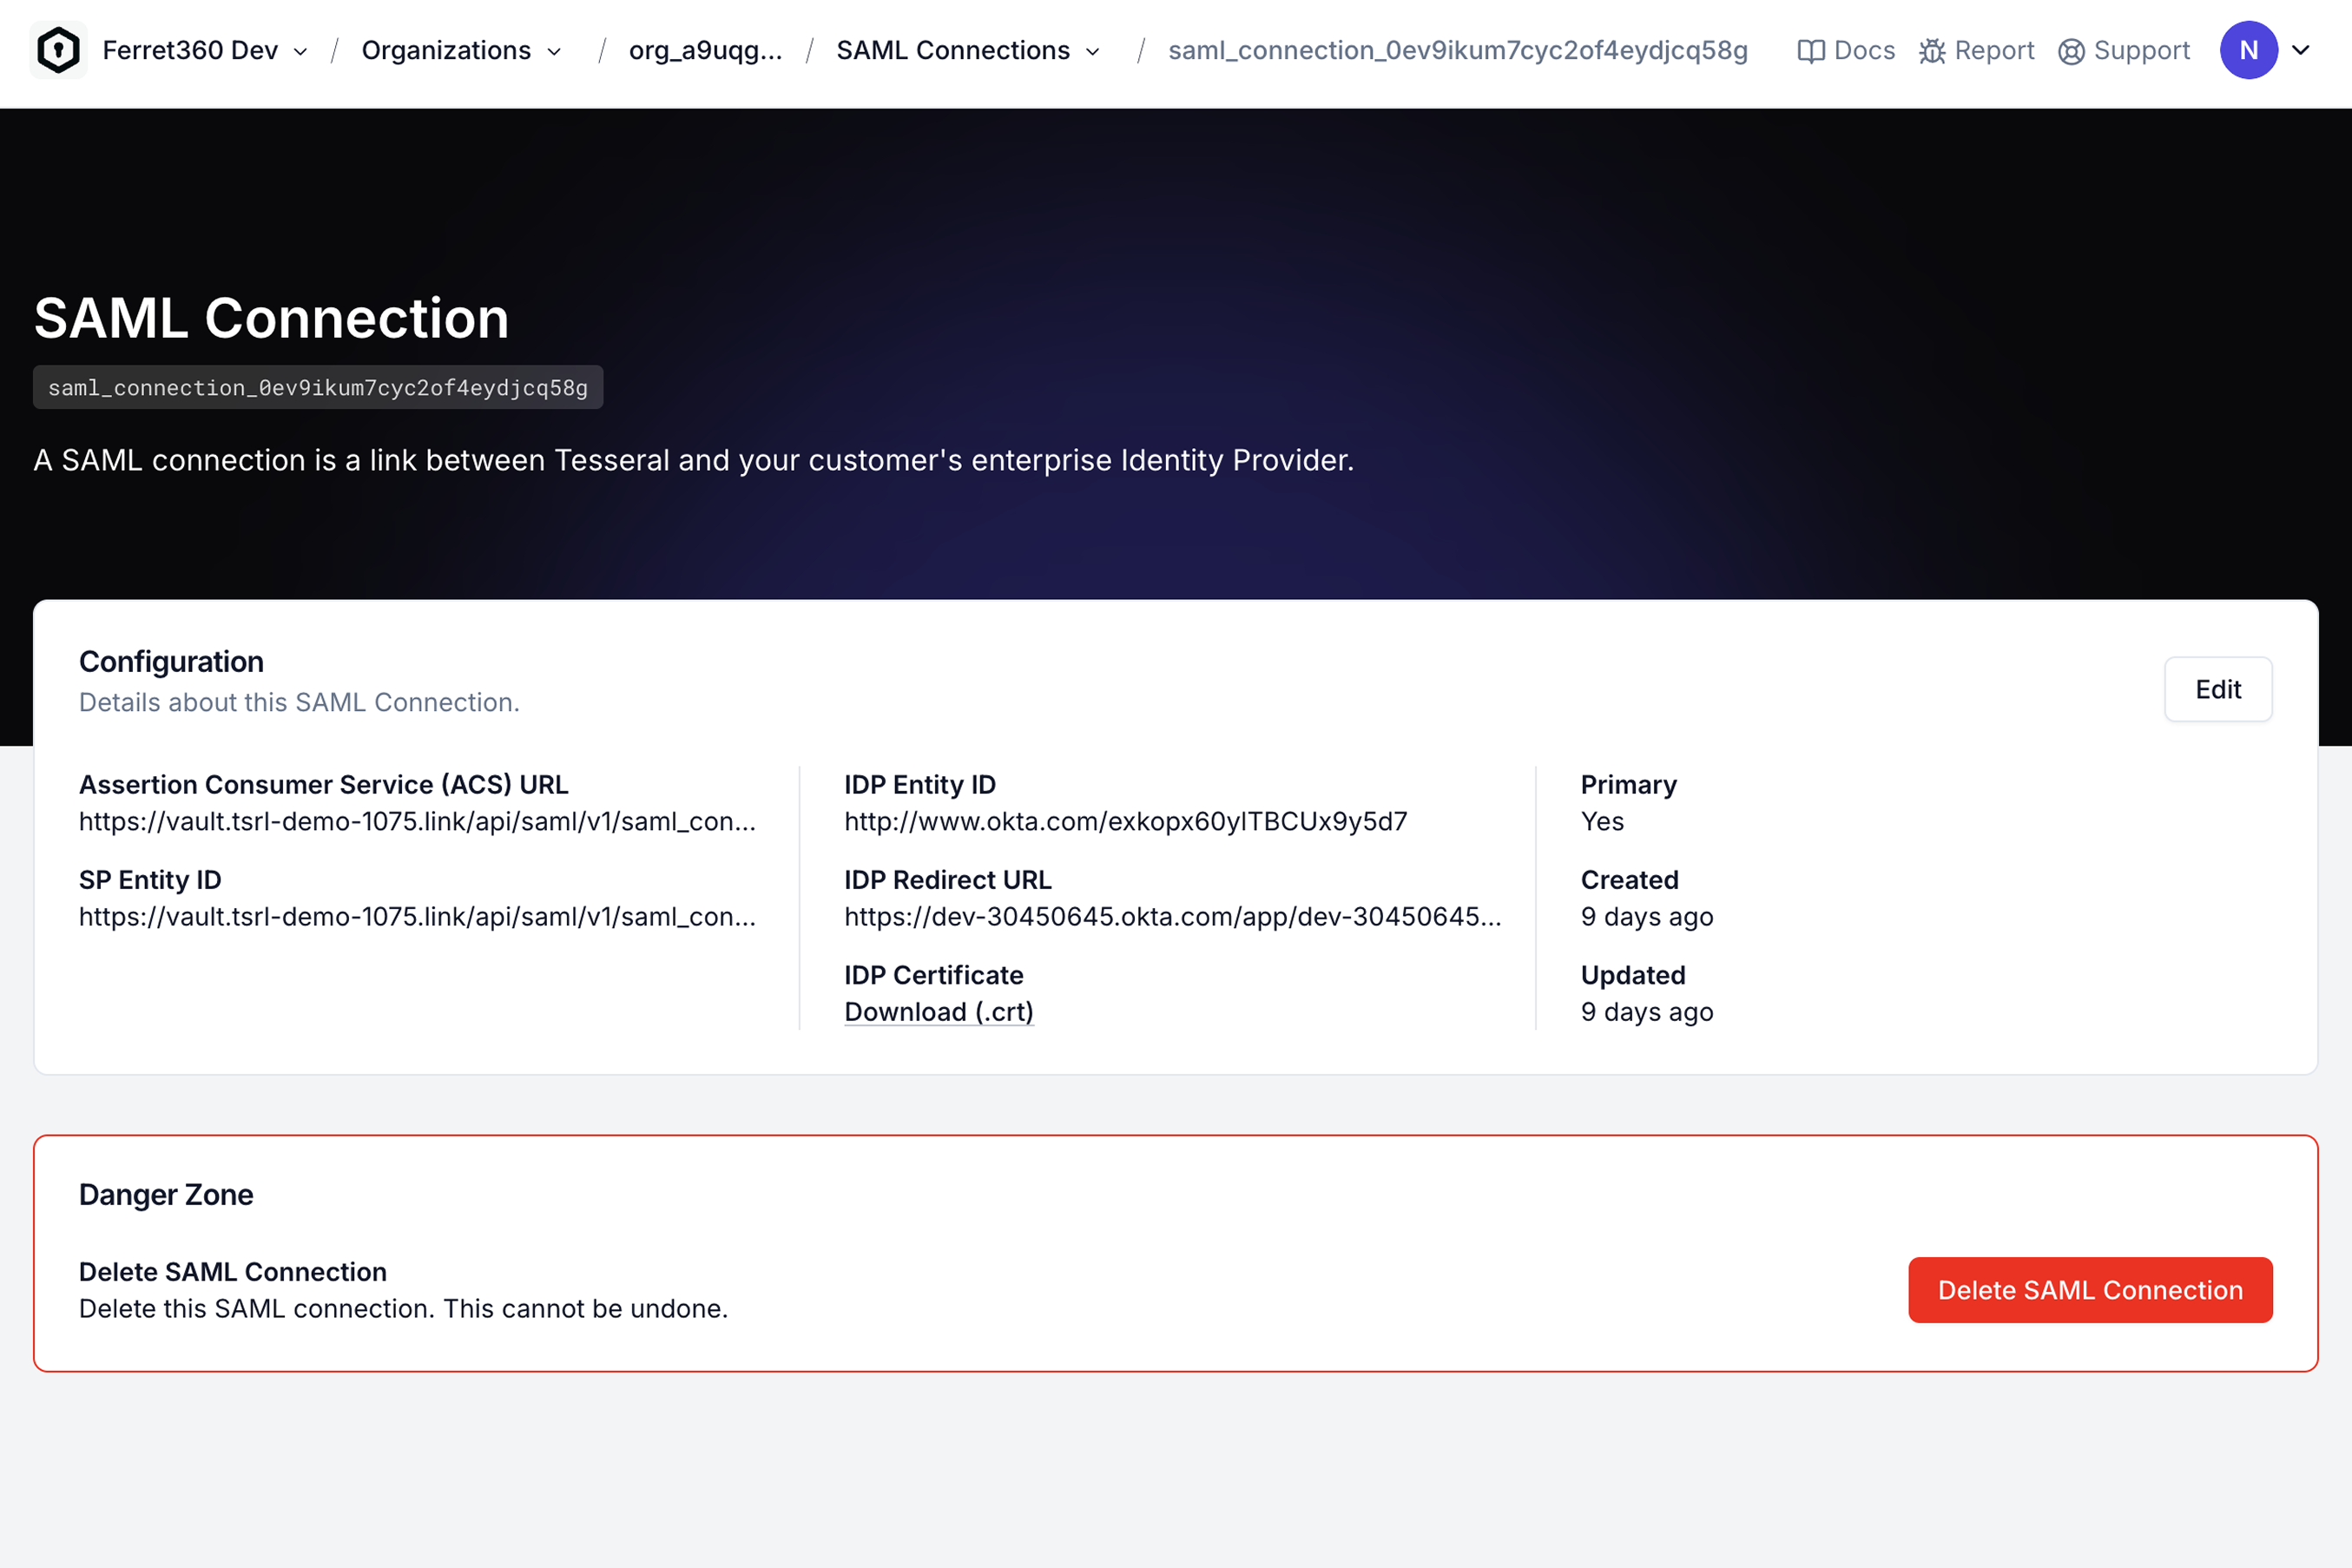 Ferret360 Dev / Organizations / org_a9uqg... / SAML Connections / saml_connection_0ev9ikum7cyc2of4eydjcq58g Docs Report Support N
SAML Connection
saml_connection_0ev9ikum7cyc2of4eydjcq58g
A SAML connection is a link between Tesseral and your customer's enterprise Identity Provider.
Configuration
Details about this SAML Connection.
Edit
Assertion Consumer Service (ACS) URL
https://vault.tsrl-demo-1075.link/api/saml/v1/saml_con...
SP Entity ID
https://vault.tsrl-demo-1075.link/api/saml/v1/saml_con...
IDP Entity ID
http://www.okta.com/exkopx60ylTBCUx9y5d7
IDP Redirect URL
https://dev-30450645.okta.com/app/dev-30450645...
IDP Certificate
Download (.crt)
Primary
Yes
Created
9 days ago
Updated
9 days ago
Danger Zone
Delete SAML Connection
Delete this SAML connection. This cannot be undone.
Delete SAML Connection